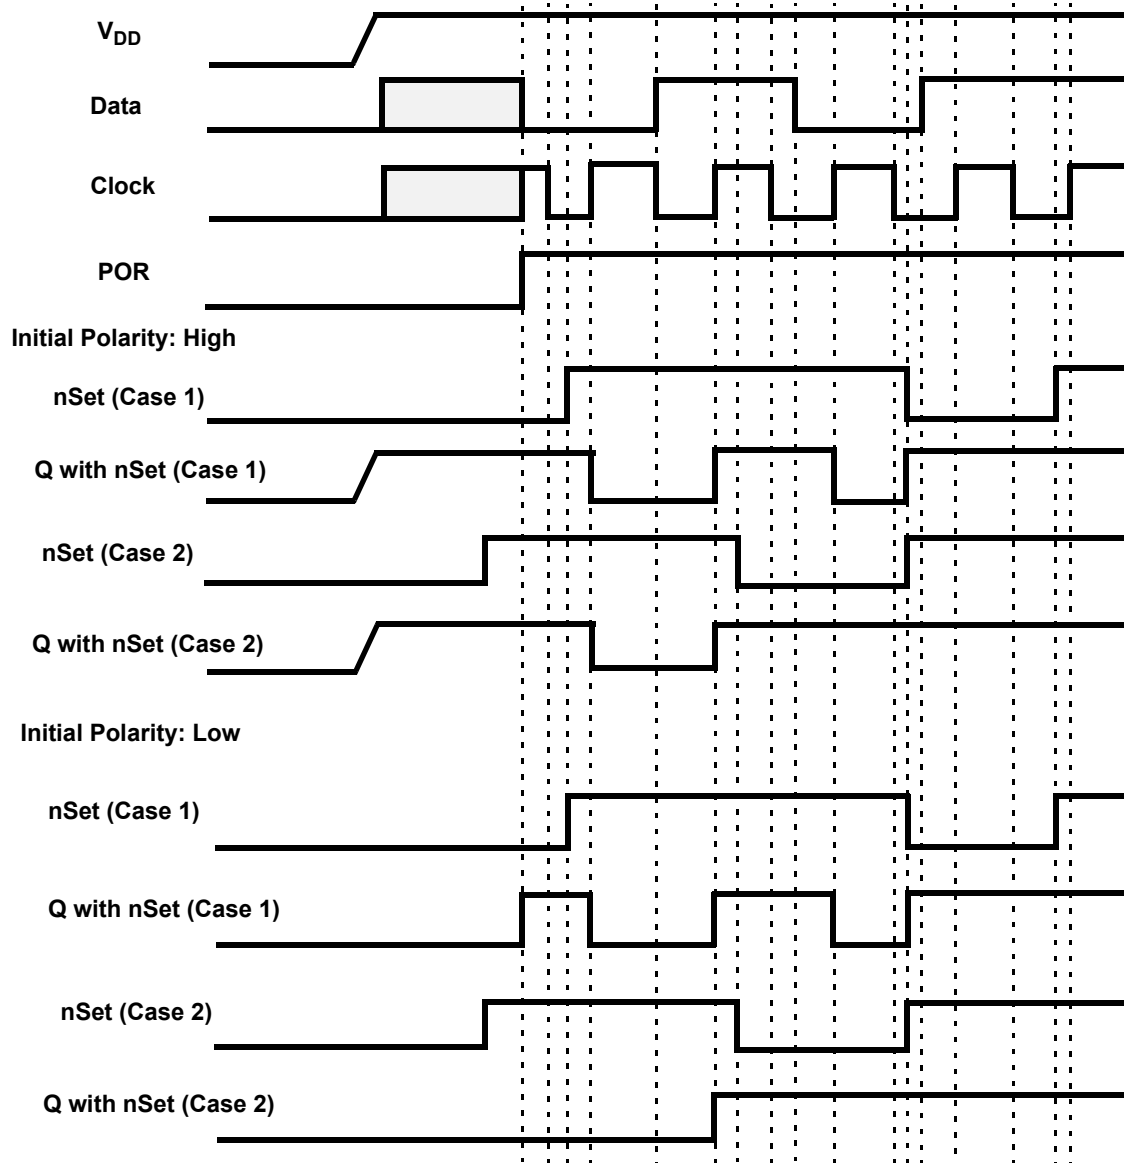 VDD
Data
Clock
POR
Initial Polarity: High
nSet (Case 1)
Q with nSet (Case 1)
nSet (Case 2)
Q with nSet (Case 2)
Initial Polarity: Low
nSet (Case 1)
Q with nSet (Case 1)
nSet (Case 2)
Q with nSet (Case 2)